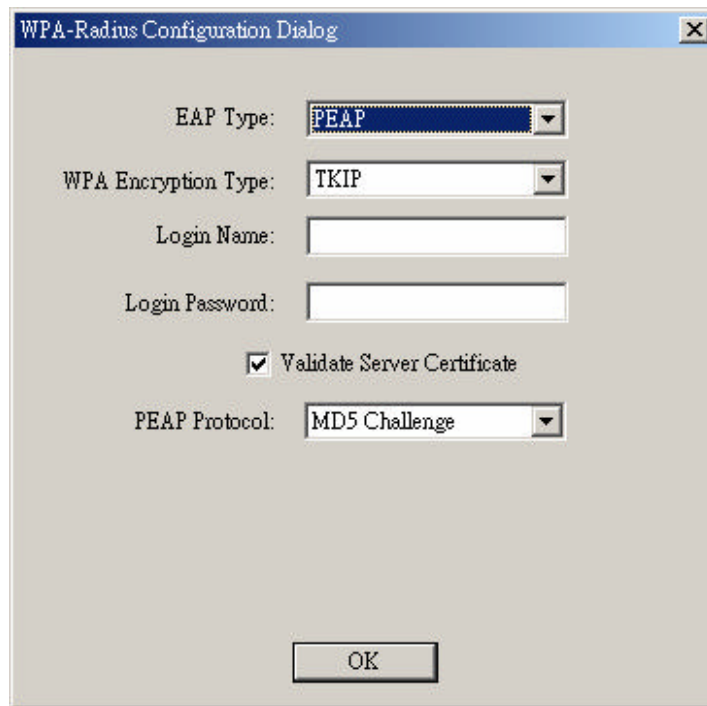 WPA-Radius Configuration Dialog
EAP Type: PEAP
WPA Encryption Type: TKIP
Login Name:
Login Password:
Validate Server Certificate
PEAP Protocol: MD5 Challenge
OK